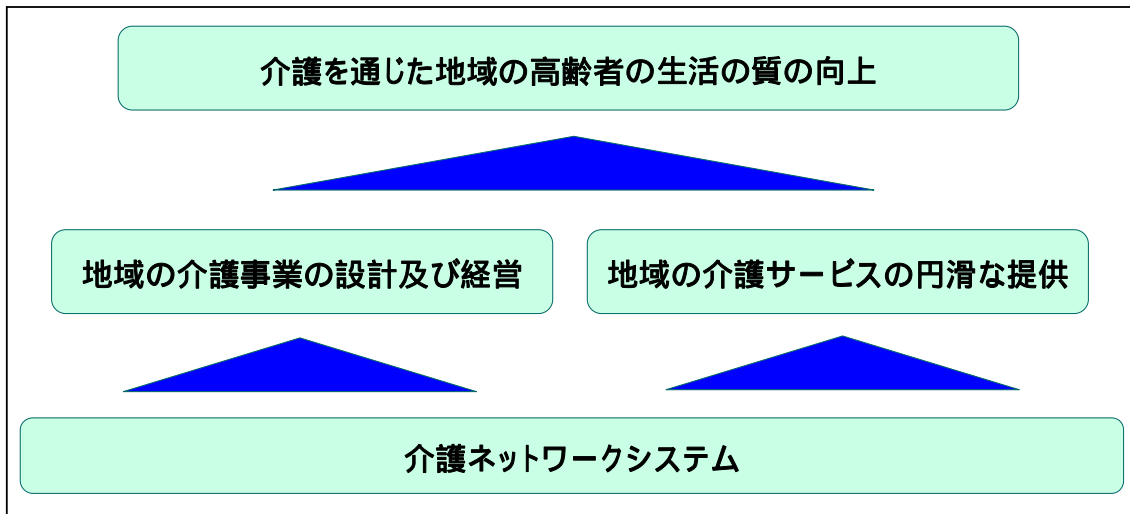 介護を通じた地域の高齢者の生活の質の向上
地域の介護事業の設計及び経営
地域の介護サービスの円滑な提供
介護ネットワークシステム